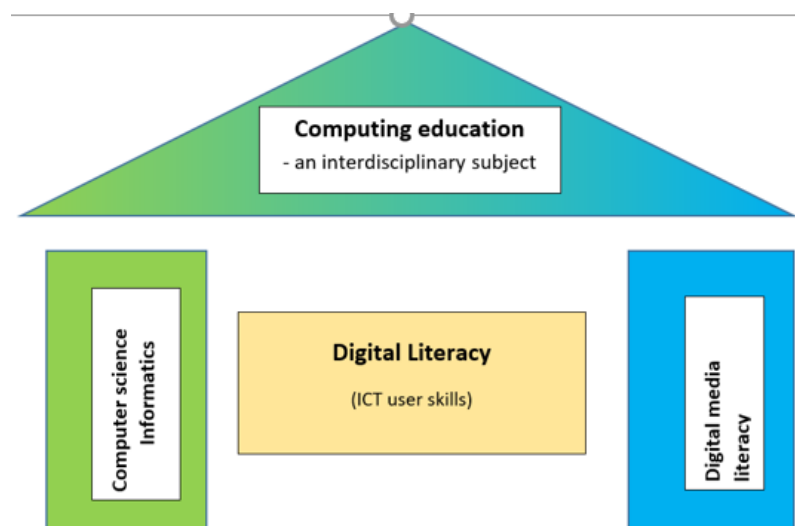 Computing education
- an interdisciplinary subject
Computer science
Informatics
Digital Literacy
(ICT user skills)
Digital media
literacy